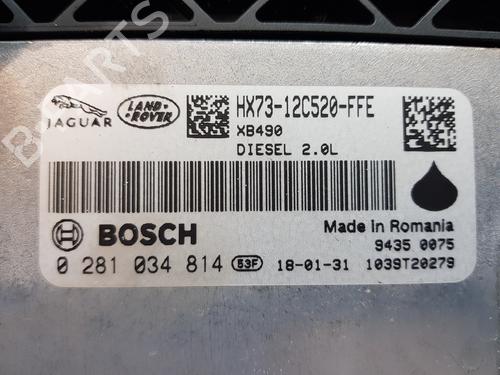 HX73-12C520-FFE
JAGUAR
LAND-
ROVER
XB490
DIESEL 2.0L
BOSCH
Made in Romania
9435 0075
0 281 034 814 53F 18-01-31 1039T20279
B-PARTS